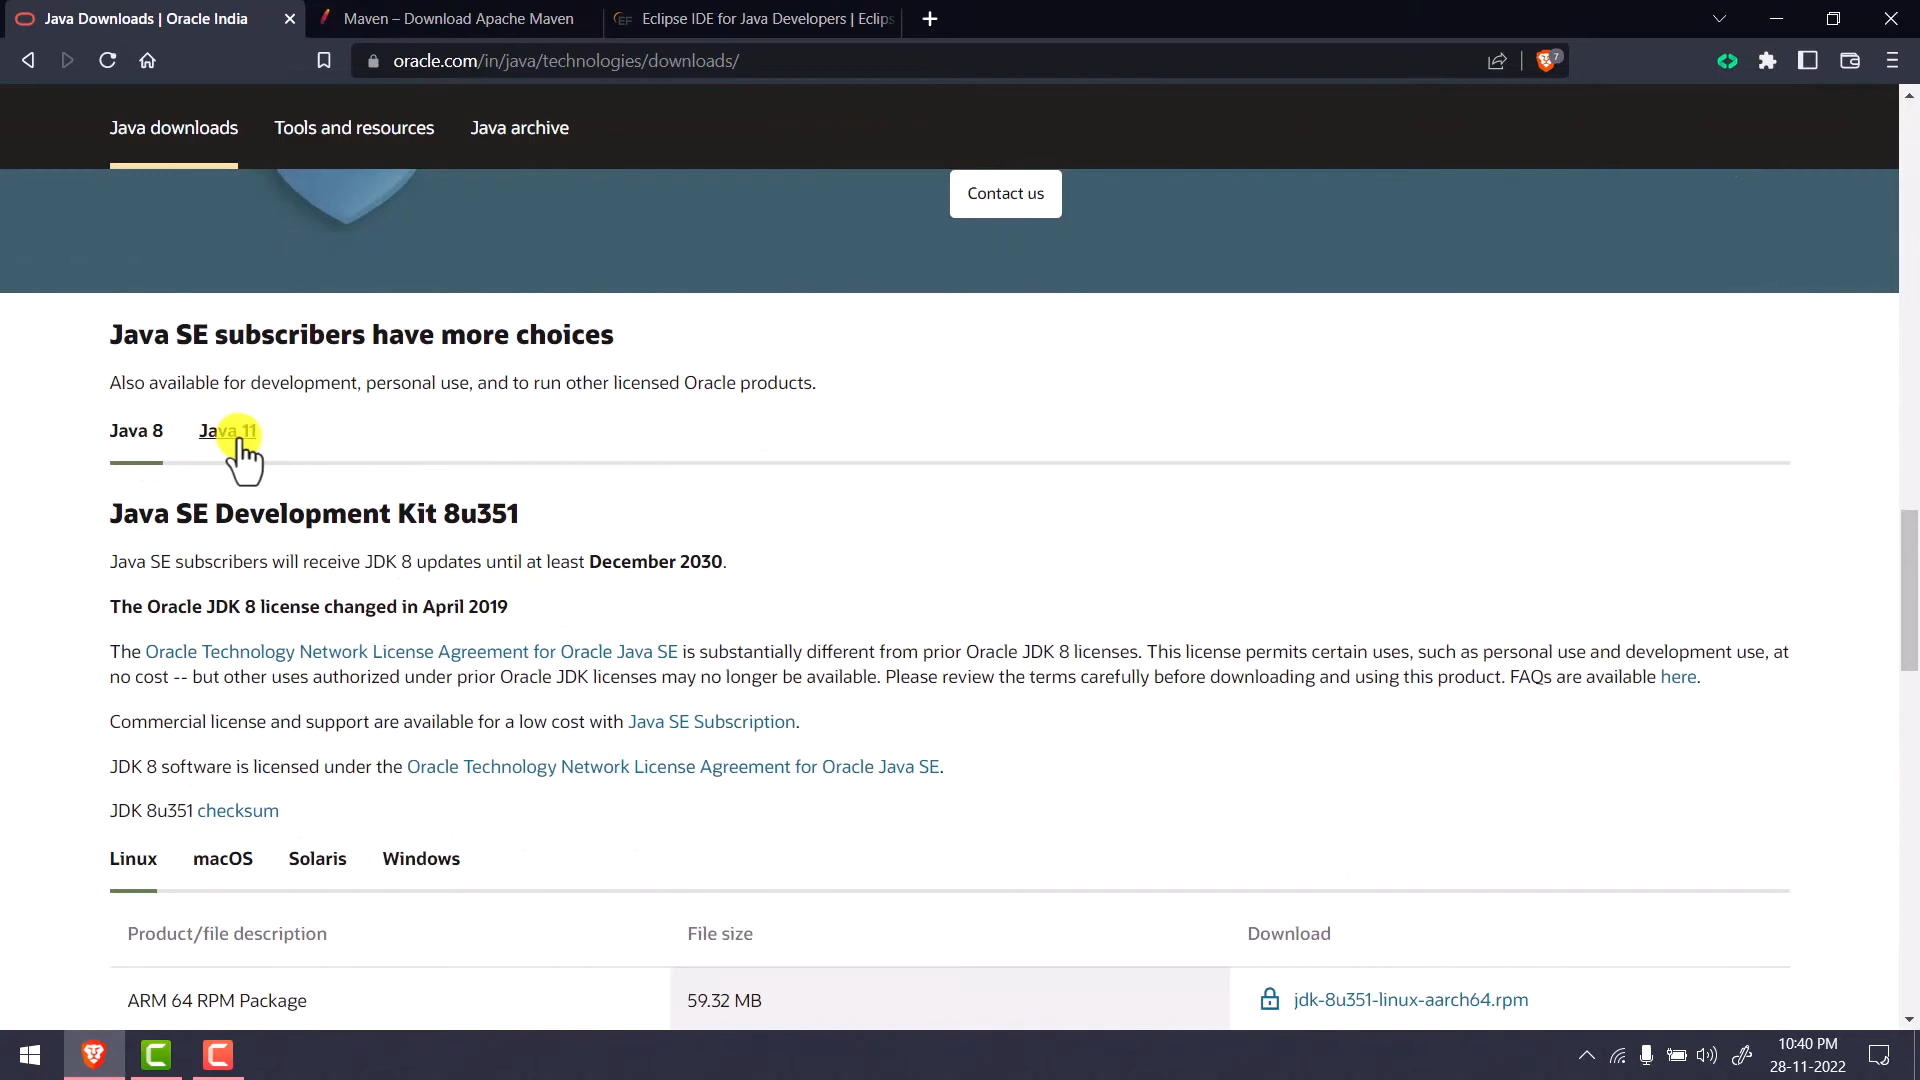 Java Downloads | Oracle India
Maven – Download Apache Maven
Eclipse IDE for Java Developers | Eclips
oracle.com/in/java/technologies/downloads/
7
Java downloads
Tools and resources
Java archive
Contact us
Java SE subscribers have more choices
Also available for development, personal use, and to run other licensed Oracle products.
Java 8
Java 11
Java SE Development Kit 8u351
Java SE subscribers will receive JDK 8 updates until at least December 2030.
The Oracle JDK 8 license changed in April 2019
The Oracle Technology Network License Agreement for Oracle Java SE is substantially different from prior Oracle JDK 8 licenses. This license permits certain uses, such as personal use and development use, at
no cost -- but other uses authorized under prior Oracle JDK licenses may no longer be available. Please review the terms carefully before downloading and using this product. FAQs are available here.
Commercial license and support are available for a low cost with Java SE Subscription.
JDK 8 software is licensed under the Oracle Technology Network License Agreement for Oracle Java SE.
JDK 8u351 checksum
Linux
macOS
Solaris
Windows
Product/file description
File size
Download
ARM 64 RPM Package
59.32 MB
jdk-8u351-linux-aarch64.rpm
10:40 PM
28-11-2022